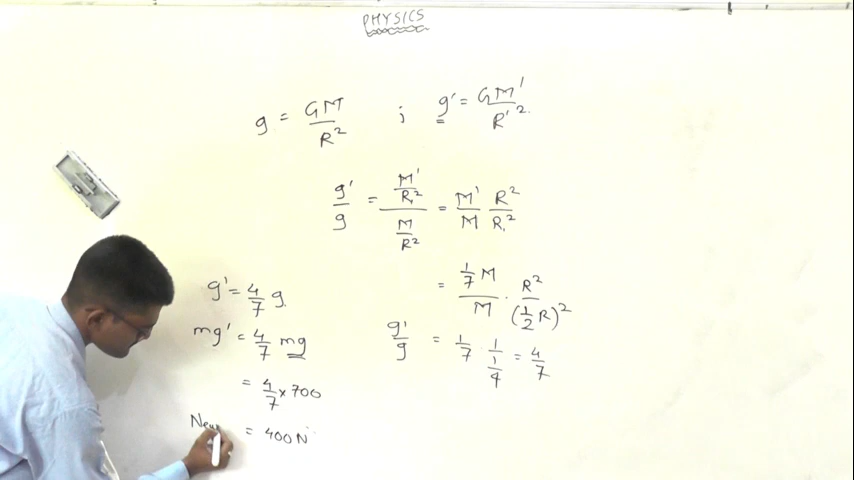 PHYSICS
g = GM/R² ; g' = GM'/R'²
g'/g = (M'/R'²)/(M/R²) = M'/M R²/R'²
= (1/7 M)/M · R²/(1/2 R)²
g'/g = 1/7 · 1/(1/4) = 4/7
g' = 4/7 g
mg' = 4/7 mg
= 4/7 × 700
= 400 N